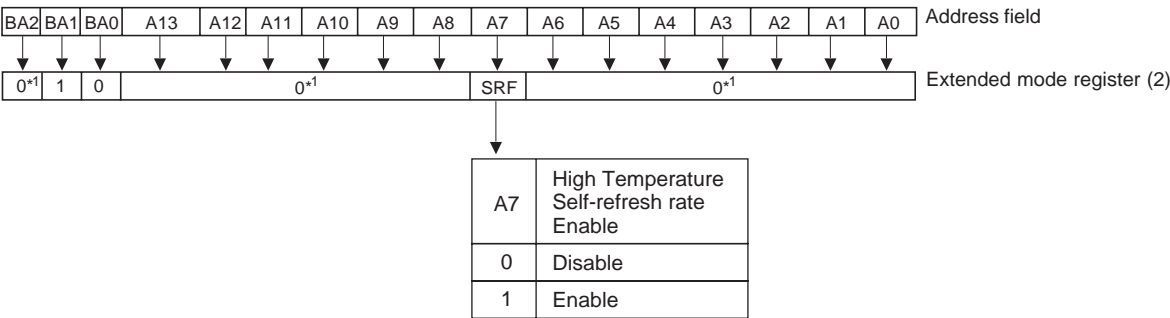 BA2 BA1 BA0 A13 A12 A11 A10 A9 A8 A7 A6 A5 A4 A3 A2 A1 A0 Address field
0*1 1 0 0*1 SRF 0*1 Extended mode register (2)
A7 High Temperature
Self-refresh rate
Enable
0 Disable
1 Enable